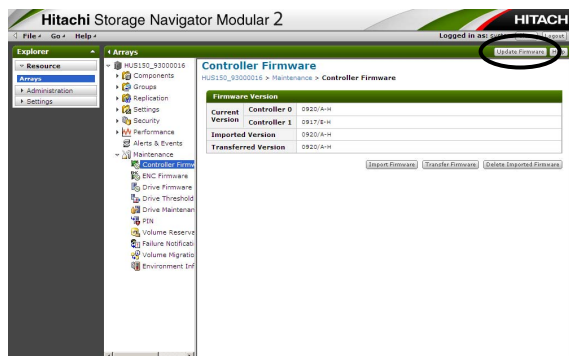 Hitachi Storage Navigator Modular 2
HITACH
File Go Help
Logged in as:
Explorer
Arrays
Update Firmware
Resource
Arrays
Administration
Settings
HUS150_93000016
Components
Groups
Replication
Settings
Security
Performance
Alerts & Events
Maintenance
Controller Firmw
ENC Firmware
Drive Firmware
Drive Threshold
Drive Maintenan
PIN
Volume Reserve
Failure Notificati
Volume Migratio
Environment Inf
Controller Firmware
HUS150_93000016 > Maintenance > Controller Firmware
Firmware Version
Current Version
Controller 0 0920/A-H
Controller 1 0917/E-H
Imported Version 0920/A-H
Transferred Version 0920/A-H
Import Firmware Transfer Firmware Delete Imported Firmware